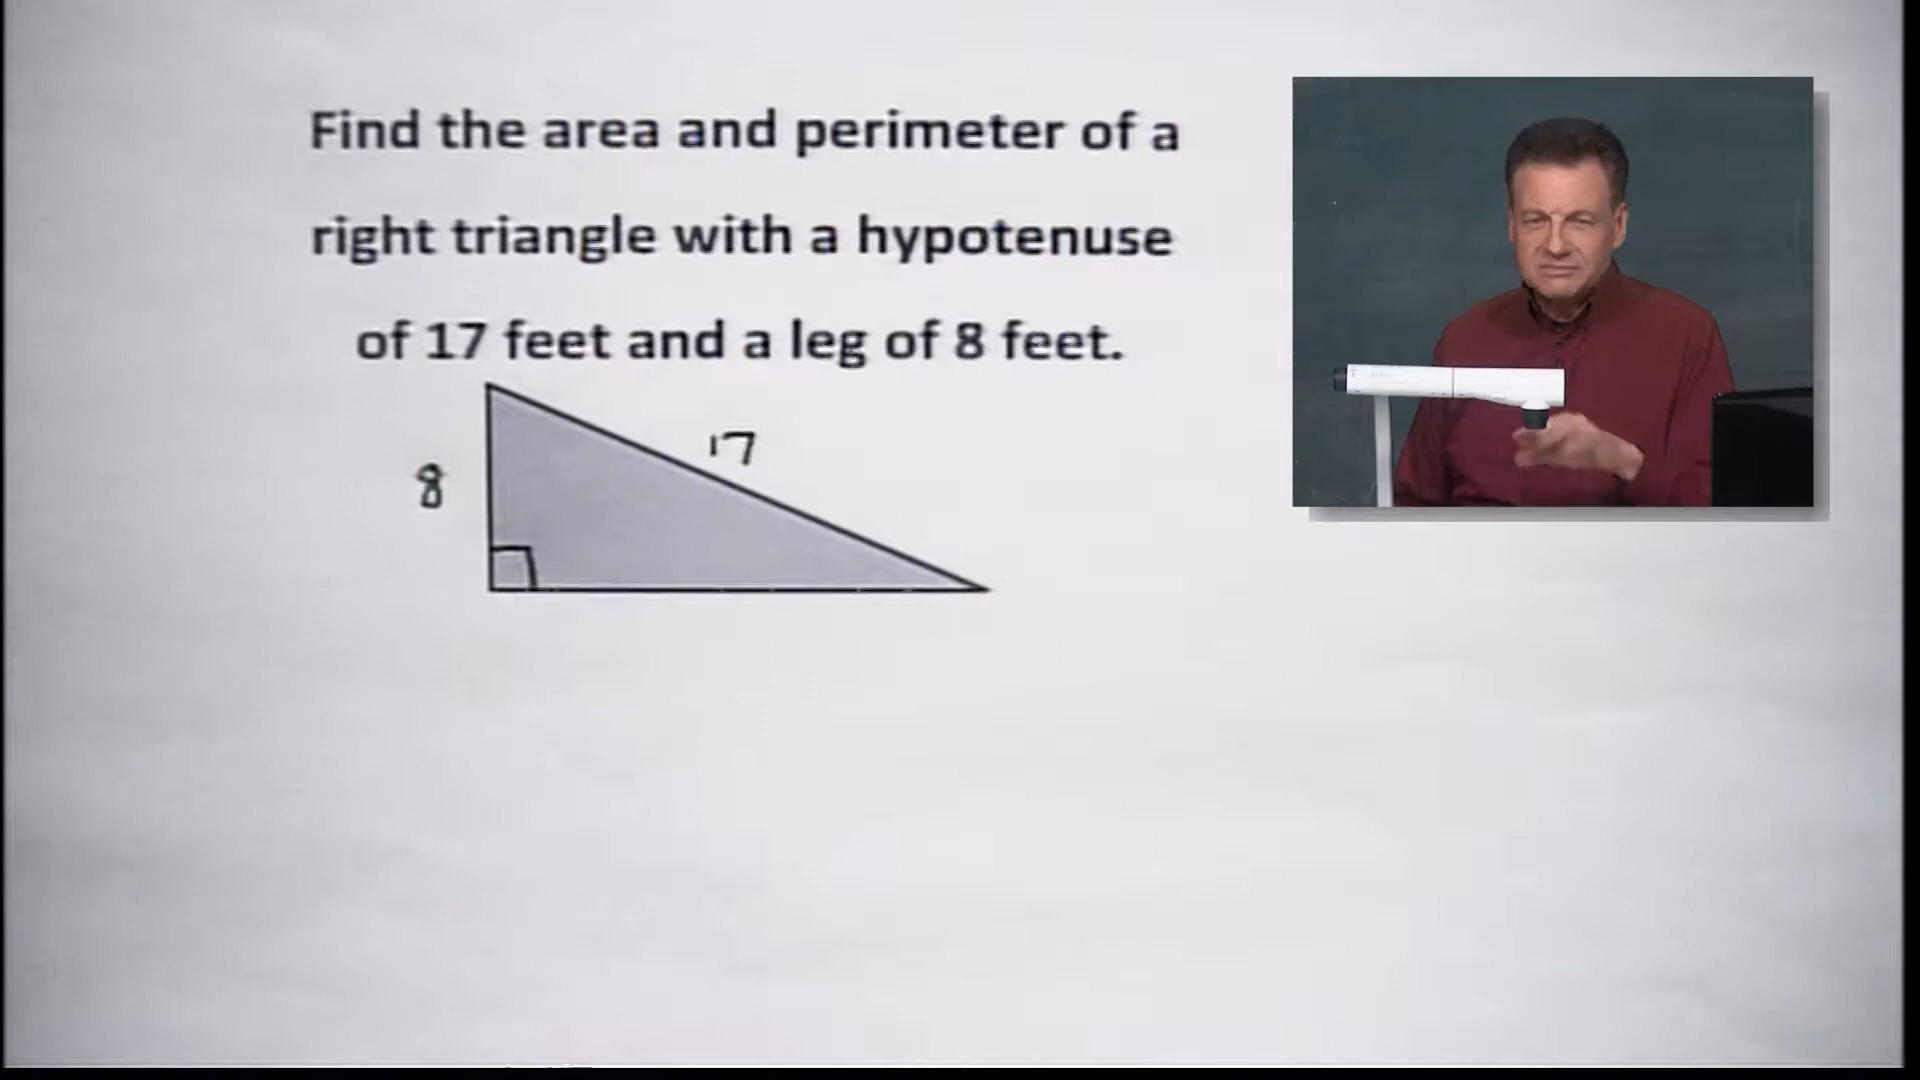 Find the area and perimeter of a
right triangle with a hypotenuse
of 17 feet and a leg of 8 feet.
17
8